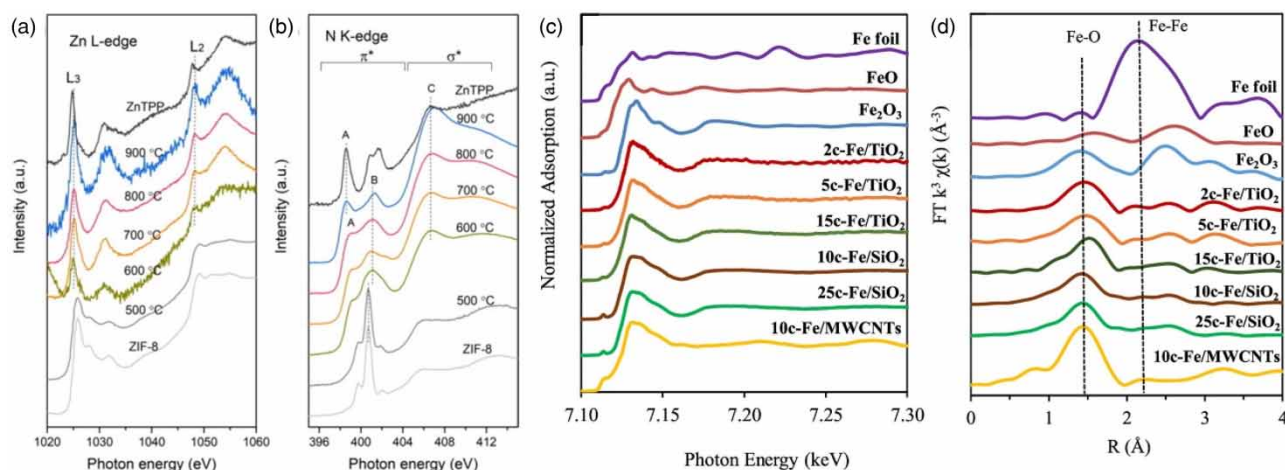 (a)
Zn L-edge
L₃
L₂
ZnTPP
900 °C
800 °C
700 °C
600 °C
500 °C
ZIF-8
Intensity (a.u.)
1020 1030 1040 1050 1060
Photon energy (eV)
(b)
N K-edge
π*
σ*
A
B
C
A
ZnTPP
900 °C
800 °C
700 °C
600 °C
500 °C
ZIF-8
Intensity (a.u.)
396 400 404 408 412
Photon energy (eV)
(c)
Fe foil
FeO
Fe₂O₃
2c-Fe/TiO₂
5c-Fe/TiO₂
15c-Fe/TiO₂
10c-Fe/SiO₂
25c-Fe/SiO₂
10c-Fe/MWCNTs
Normalized Adsorption (a.u.)
7.10 7.15 7.20 7.30
Photon Energy (keV)
(d)
Fe-O
Fe-Fe
Fe foil
FeO
Fe₂O₃
2c-Fe/TiO₂
5c-Fe/TiO₂
15c-Fe/TiO₂
10c-Fe/SiO₂
25c-Fe/SiO₂
10c-Fe/MWCNTs
FT k³ χ(k) (Å⁻³)
0 1 2 3 4
R (Å)